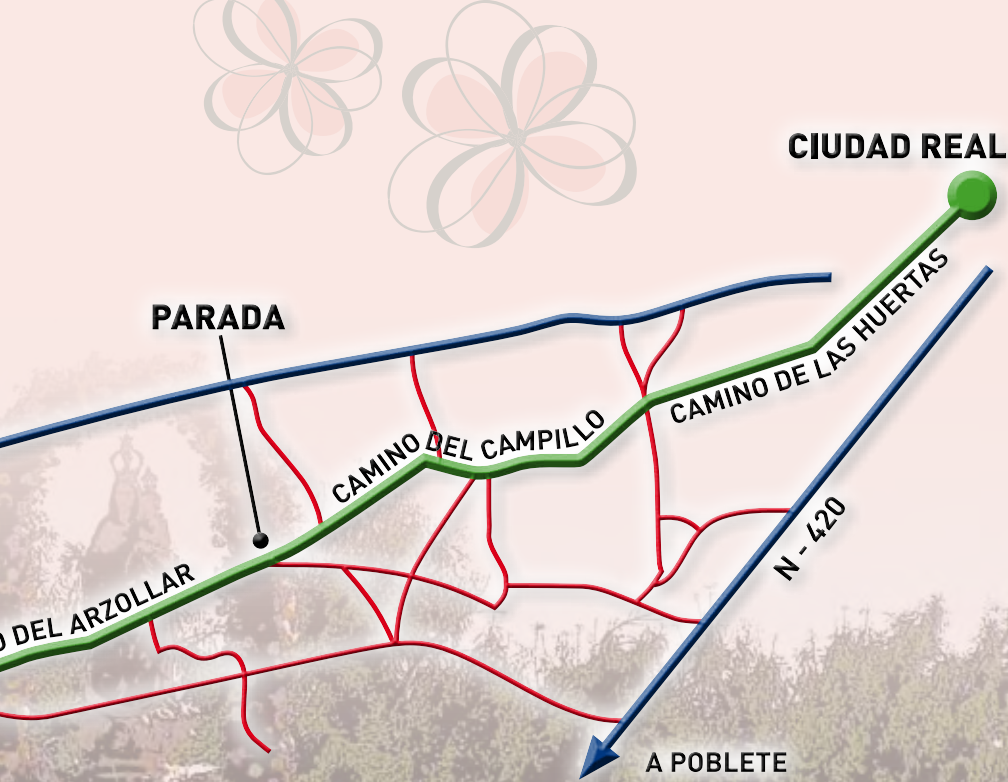 CIUDAD REAL
PARADA
CAMINO DE LAS HUERTAS
CAMINO DEL CAMPILLO
O DEL ARZOLLAR
N - 420
A POBLETE